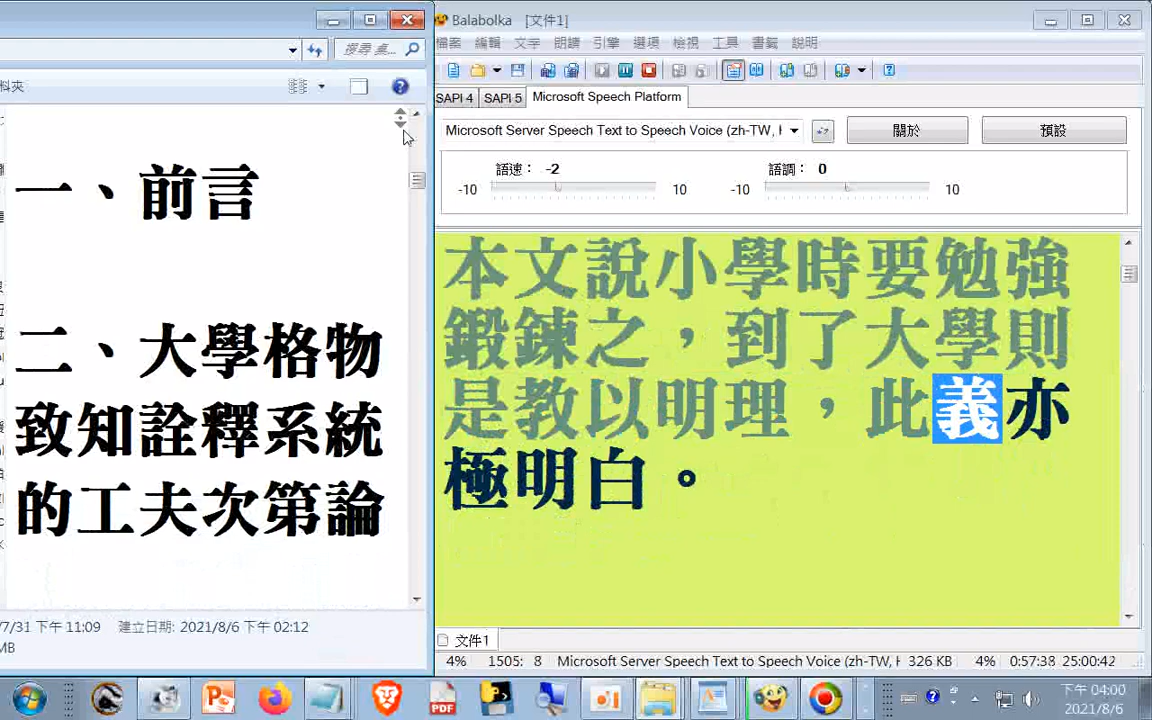 搜尋 桌...
料夾
一、前言
二、大學格物
致知詮釋系統
的工夫次第論
/7/31 下午 11:09 建立日期: 2021/8/6 下午 02:12
MB
Balabolka [文件1]
檔案 編輯 文字 朗讀 引擎 選項 檢視 工具 書籤 說明
SAPI 4 SAPI 5 Microsoft Speech Platform
Microsoft Server Speech Text to Speech Voice (zh-TW, 關於 預設
語速： -2 語調： 0
-10 10 -10 10
本文說小學時要勉強
鍛鍊之，到了大學則
是教以明理，此義亦
極明白。
文件1
4% 1505: 8 Microsoft Server Speech Text to Speech Voice (zh-TW, 326 KB 4% 0:57:38 25:00:42
PDF
下午 04:00
2021/8/6